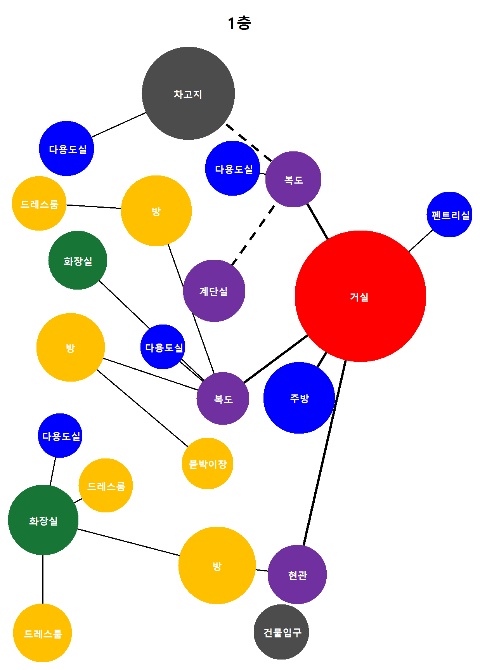 1층
차고지
다용도실
다용도실
복도
드레스룸
방
펜트리실
화장실
계단실
거실
방
다용도실
복도
주방
다용도실
붙박이장
드레스룸
화장실
방
현관
드레스룸
건물입구